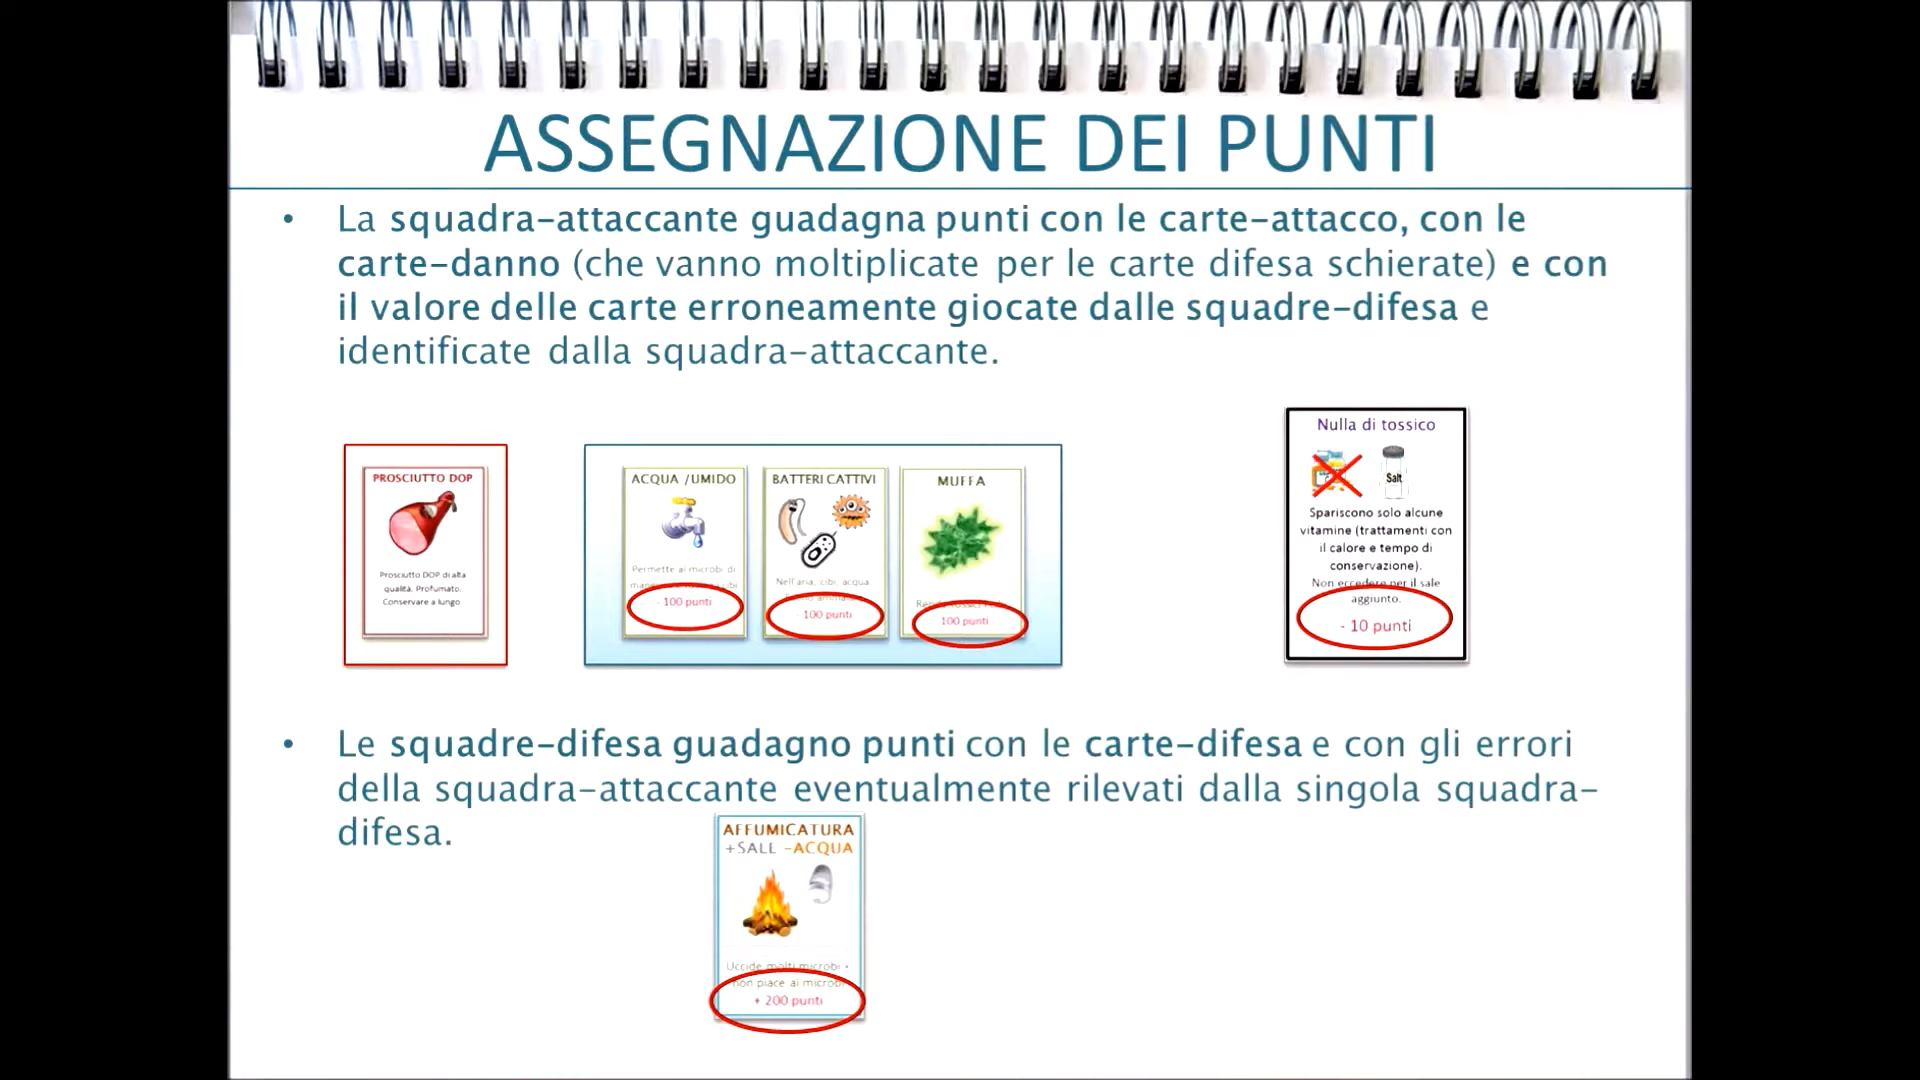 ASSEGNAZIONE DEI PUNTI
• La squadra-attaccante guadagna punti con le carte-attacco, con le
carte-danno (che vanno moltiplicate per le carte difesa schierate) e con
il valore delle carte erroneamente giocate dalle squadre-difesa e
identificate dalla squadra-attaccante.
PROSCIUTTO DOP
Prosciutto DOP di alta
qualità. Profumato.
Conservare a lungo
ACQUA /UMIDO
Permette ai microbi di
- 100 punti
BATTERI CATTIVI
Nell'aria, cibi, acqua.
- 100 punti
MUFFA
100 punti
Nulla di tossico
Salt
Spariscono solo alcune
vitamine (trattamenti con
il calore e tempo di
conservazione).
Non eccedere per il sale
aggiunto.
- 10 punti
• Le squadre-difesa guadagno punti con le carte-difesa e con gli errori
della squadra-attaccante eventualmente rilevati dalla singola squadra-
difesa.
AFFUMICATURA
+SALL -ACQUA
Uccide molti microbi +
non piace ai microbi
+ 200 punti